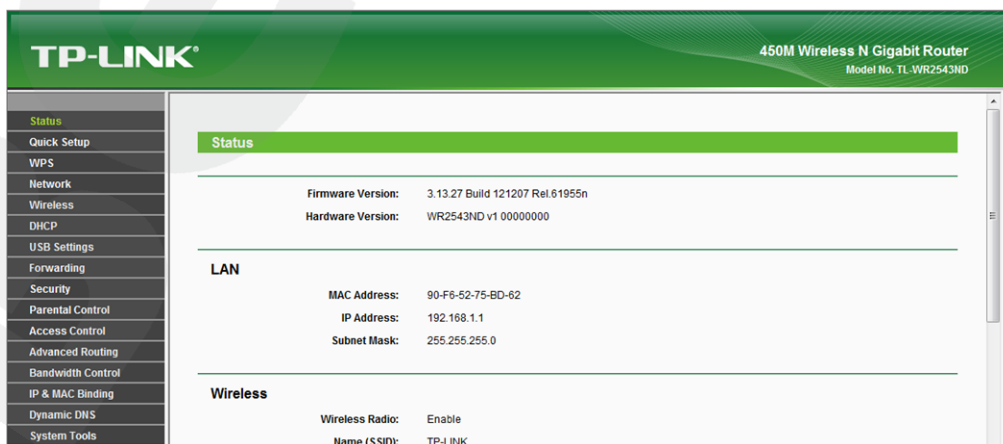 TP-LINK®
450M Wireless N Gigabit Router
Model No. TL-WR2543ND
Status
Quick Setup
WPS
Network
Wireless
DHCP
USB Settings
Forwarding
Security
Parental Control
Access Control
Advanced Routing
Bandwidth Control
IP & MAC Binding
Dynamic DNS
System Tools
Status
Firmware Version: 3.13.27 Build 121207 Rel.61955n
Hardware Version: WR2543ND v1 00000000
LAN
MAC Address: 90-F6-52-75-BD-62
IP Address: 192.168.1.1
Subnet Mask: 255.255.255.0
Wireless
Wireless Radio: Enable
Name (SSID): TP-LINK